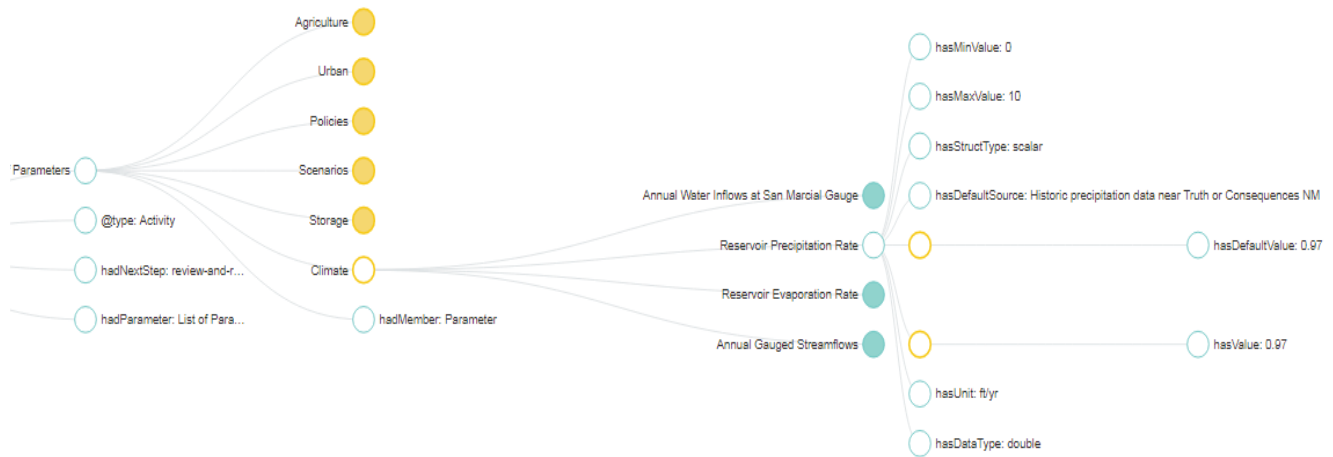 Parameters
@type: Activity
hadNextStep: review-and-r...
hadParameter: List of Para...
Agriculture
Urban
Policies
Scenarios
Storage
Climate
hadMember: Parameter
Annual Water Inflows at San Marcial Gauge
Reservoir Precipitation Rate
Reservoir Evaporation Rate
Annual Gauged Streamflows
hasMinValue: 0
hasMaxValue: 10
hasStructType: scalar
hasDefaultSource: Historic precipitation data near Truth or Consequences NM
hasDefaultValue: 0.97
hasValue: 0.97
hasUnit: ft/yr
hasDataType: double